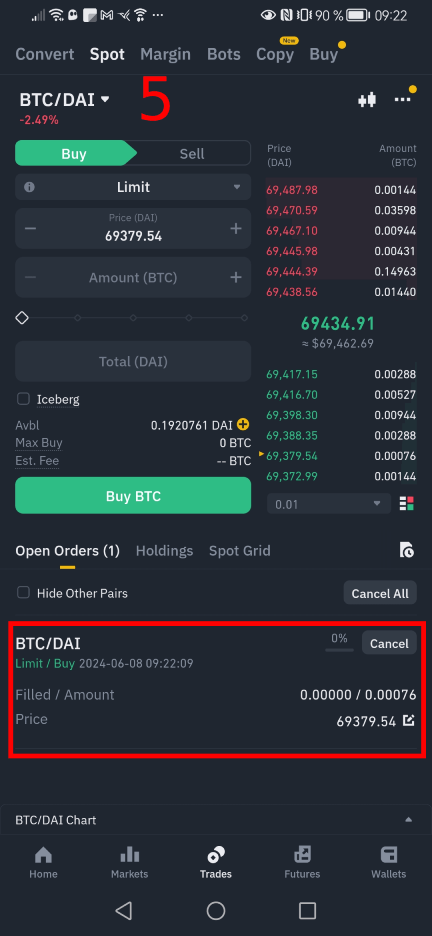 90 % 09:22
Convert Spot Margin Bots Copy Buy
New
BTC/DAI
-2.49%
5
Buy Sell
Limit
Price (DAI)
69379.54
Amount (BTC)
Total (DAI)
Iceberg
Avbl 0.1920761 DAI
Max Buy 0 BTC
Est. Fee -- BTC
Buy BTC
Price Amount
(DAI) (BTC)
69,487.98 0.00144
69,470.59 0.03598
69,467.10 0.00944
69,445.98 0.00431
69,444.39 0.14963
69,438.56 0.01440
69434.91
≈ $69,462.69
69,417.15 0.00288
69,416.70 0.00527
69,398.30 0.00944
69,388.35 0.00288
69,379.54 0.00076
69,372.99 0.00144
0.01
Open Orders (1) Holdings Spot Grid
Hide Other Pairs Cancel All
BTC/DAI 0% Cancel
Limit / Buy 2024-06-08 09:22:09
Filled / Amount 0.00000 / 0.00076
Price 69379.54
BTC/DAI Chart
Home Markets Trades Futures Wallets